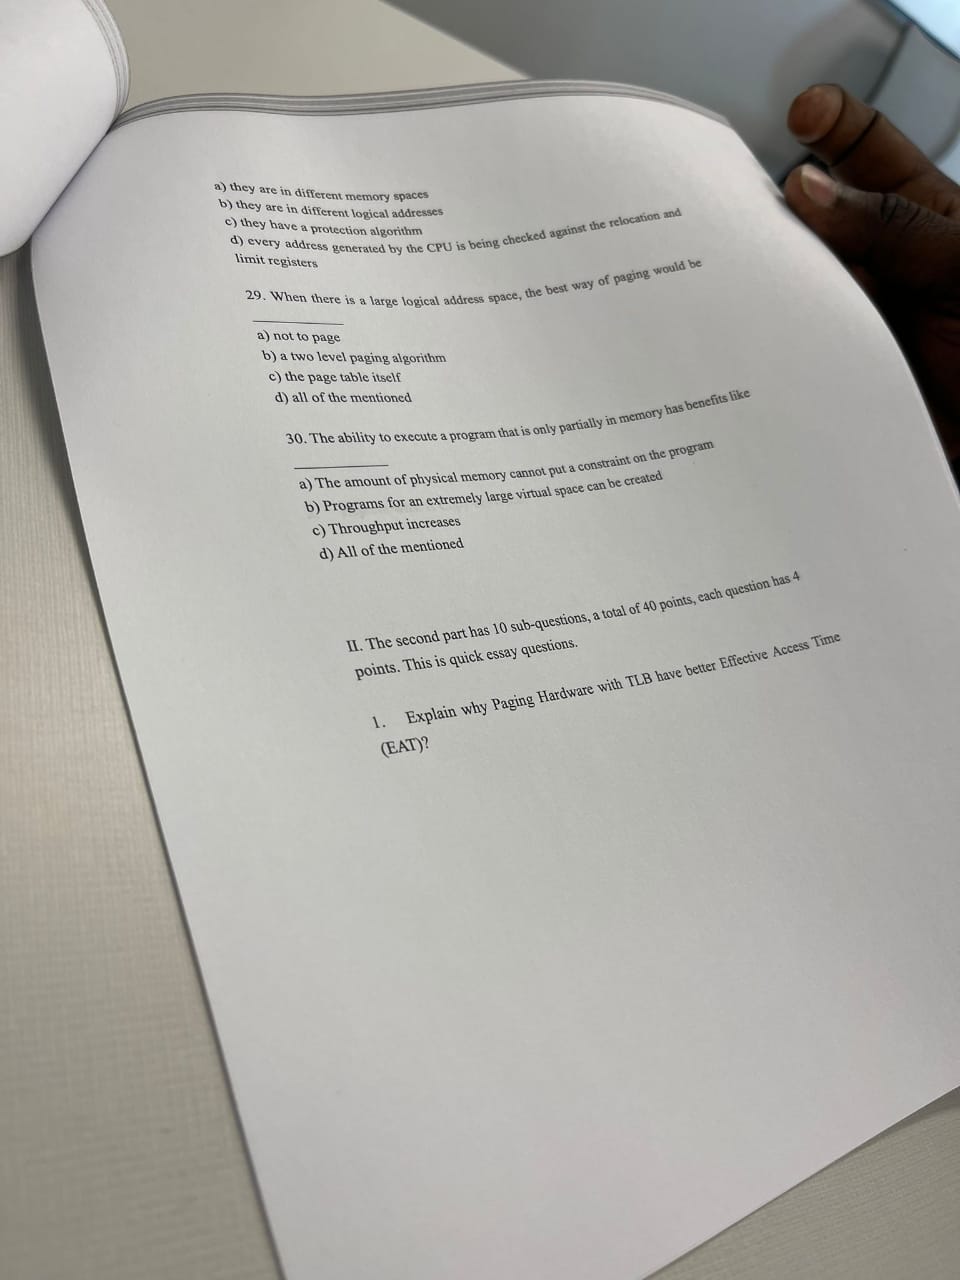 a) they are in different memory spaces
b) they are in different logical addresses
c) they have a protection algorithm
d) every address generated by the CPU is being checked against the relocation and
limit registers
29. When there is a large logical address space, the best way of paging would be
__________
a) not to page
b) a two level paging algorithm
c) the page table itself
d) all of the mentioned
30. The ability to execute a program that is only partially in memory has benefits like
__________
a) The amount of physical memory cannot put a constraint on the program
b) Programs for an extremely large virtual space can be created
c) Throughput increases
d) All of the mentioned
II. The second part has 10 sub-questions, a total of 40 points, each question has 4
points. This is quick essay questions.
1. Explain why Paging Hardware with TLB have better Effective Access Time
(EAT)?